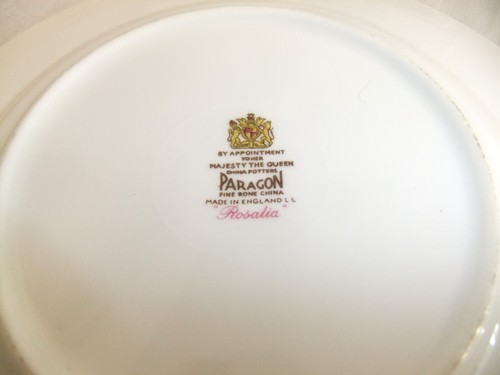 BY APPOINTMENT
TO HER
MAJESTY THE QUEEN
CHINA POTTERS
PARAGON
FINE BONE CHINA
MADE IN ENGLAND L L
"Rosalia"